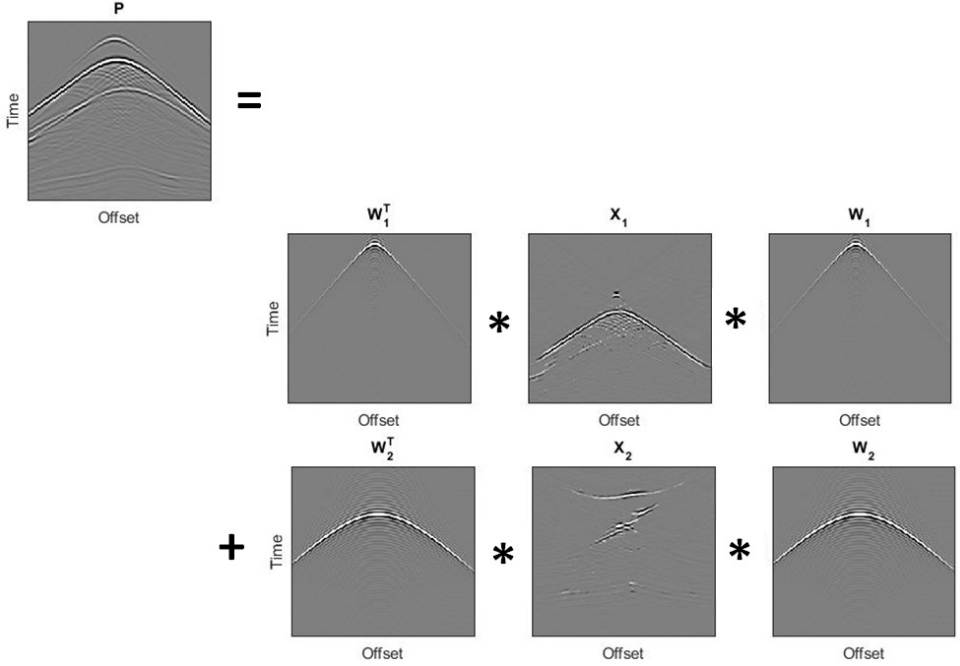 P
Time
=
Offset
W₁ᵀ X₁ W₁
Time * *
Offset Offset Offset
W₂ᵀ X₂ W₂
+ Time * *
Offset Offset Offset